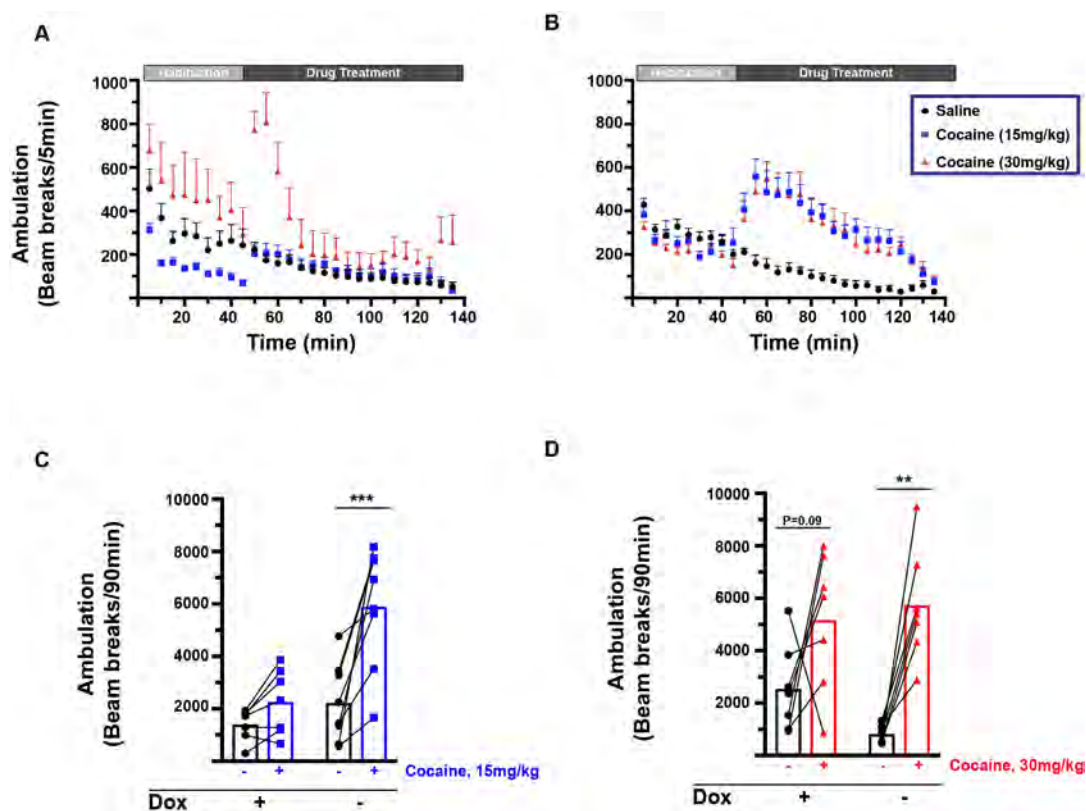 A
Habituation
Drug Treatment
1000
800
600
400
200
20 40 60 80 100 120 140
Time (min)
Ambulation
(Beam breaks/5min)
B
Habituation
Drug Treatment
1000
800
600
400
200
20 40 60 80 100 120 140
Time (min)
Saline
Cocaine (15mg/kg)
Cocaine (30mg/kg)
C
10000
8000
6000
4000
2000
Ambulation
(Beam breaks/90min)
***
- + - + Cocaine, 15mg/kg
Dox + -
D
10000
8000
6000
4000
2000
Ambulation
(Beam breaks/90min)
P=0.09
**
- + - + Cocaine, 30mg/kg
Dox + -